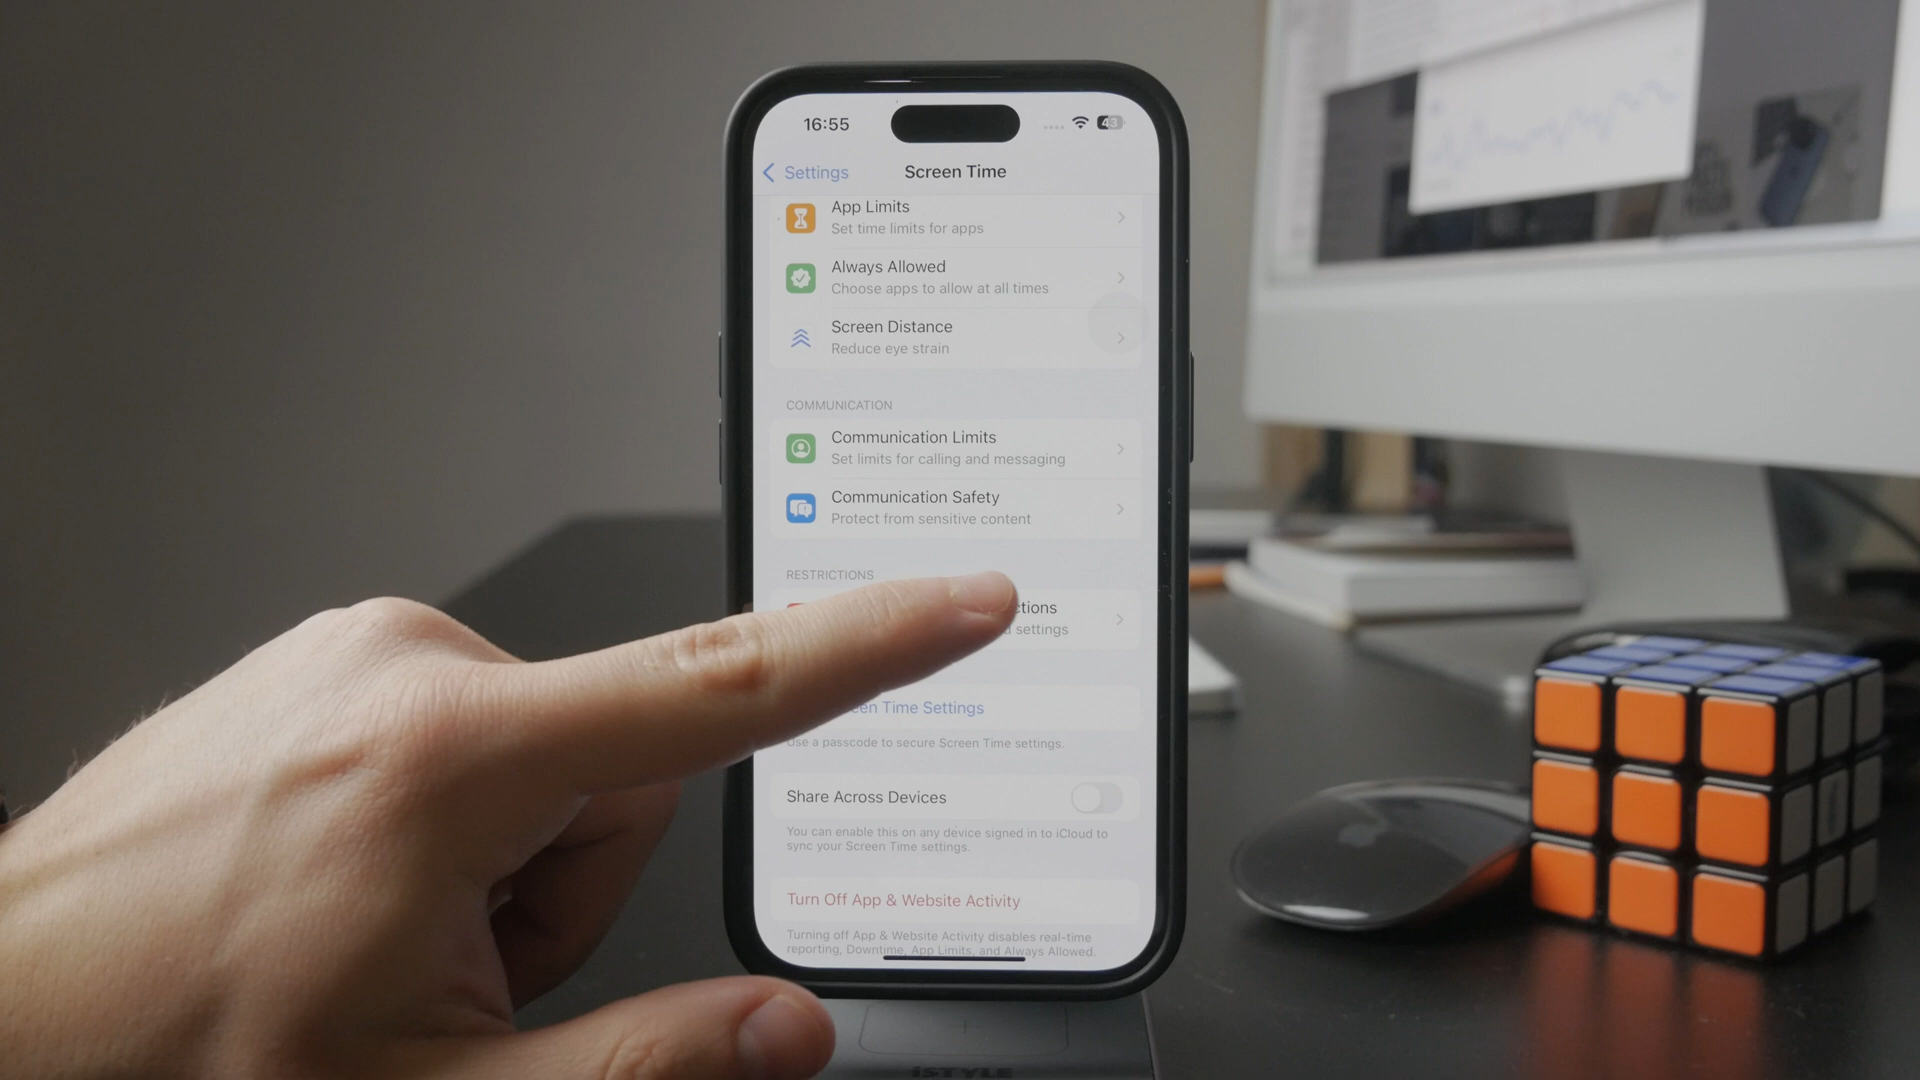 16:55
43
Settings
Screen Time
App Limits
Set time limits for apps
Always Allowed
Choose apps to allow at all times
Screen Distance
Reduce eye strain
COMMUNICATION
Communication Limits
Set limits for calling and messaging
Communication Safety
Protect from sensitive content
RESTRICTIONS
ctions
settings
een Time Settings
Use a passcode to secure Screen Time settings.
Share Across Devices
You can enable this on any device signed in to iCloud to
sync your Screen Time settings.
Turn Off App & Website Activity
Turning off App & Website Activity disables real-time
reporting, Downtime, App Limits, and Always Allowed.
iSTYLE